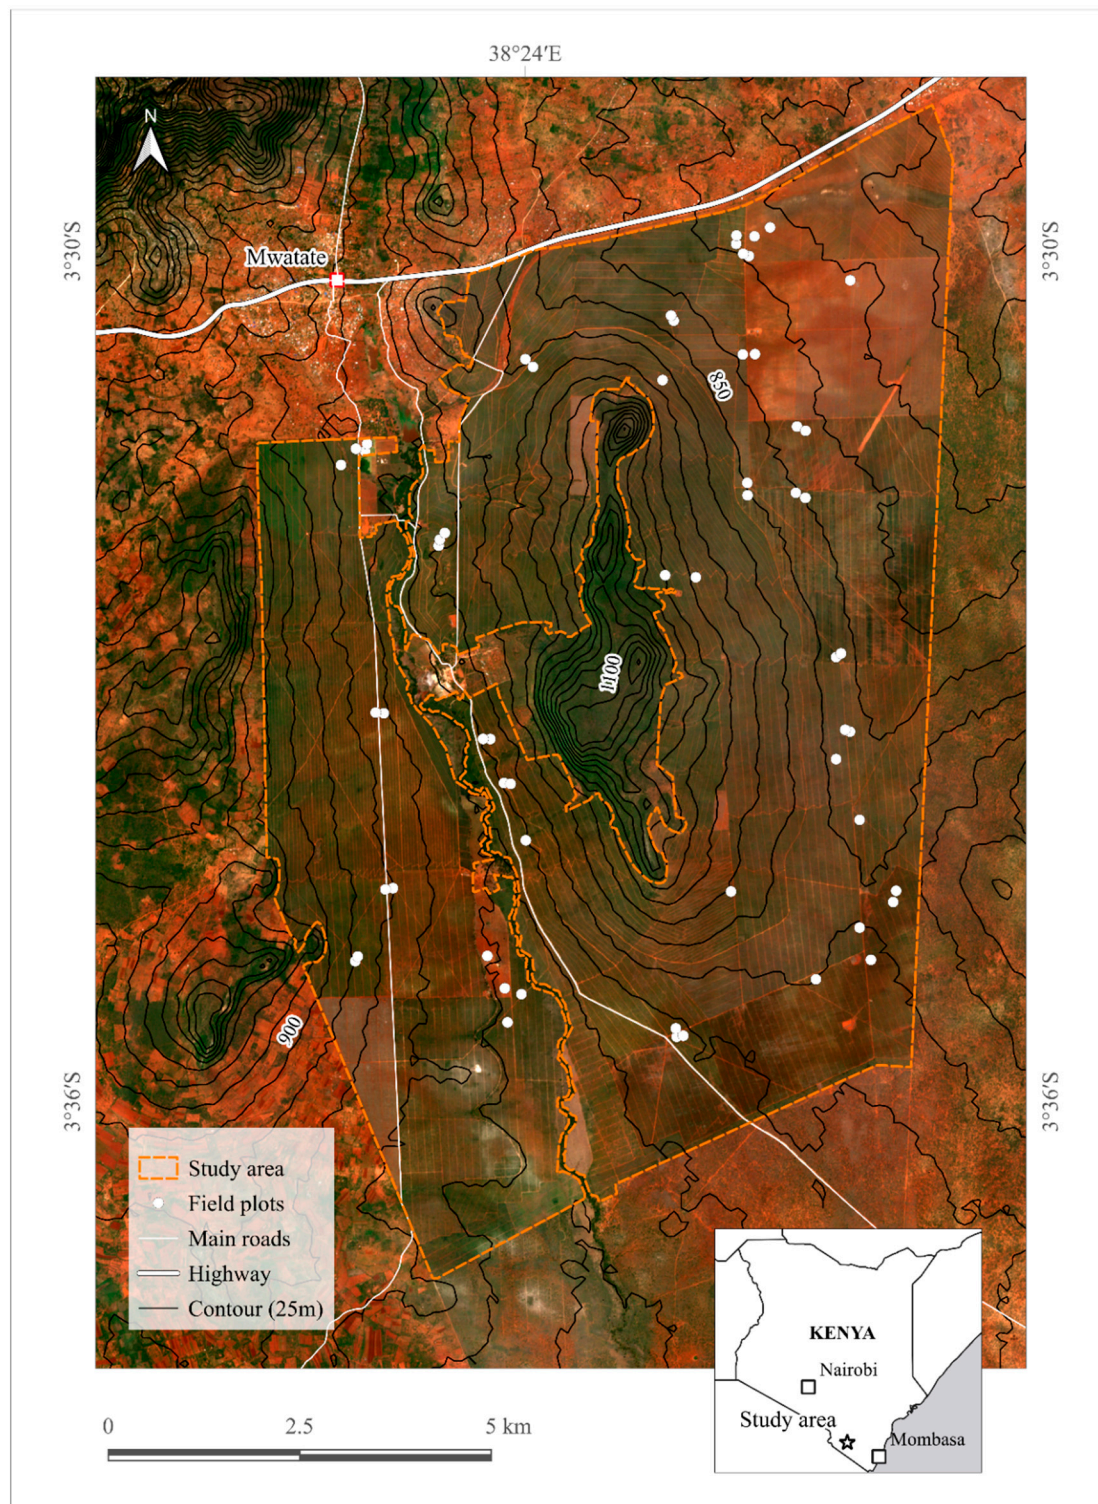 38°24'E
N
3°30'S
3°30'S
Mwatate
850
1100
900
3°36'S
3°36'S
Study area
Field plots
Main roads
Highway
Contour (25m)
KENYA
Nairobi
Study area
Mombasa
0 2.5 5 km